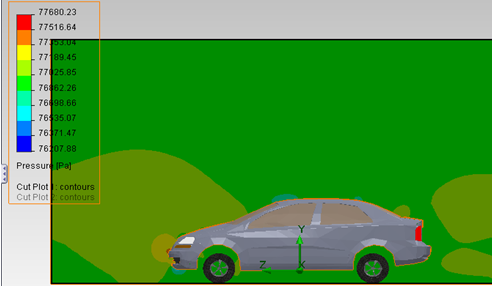 77680.23
77516.64
77353.04
77189.45
77025.85
76862.26
76698.66
76535.07
76371.47
76207.88
Pressure [Pa]
Cut Plot 1: contours
Cut Plot 2: contours
Y
Z
X